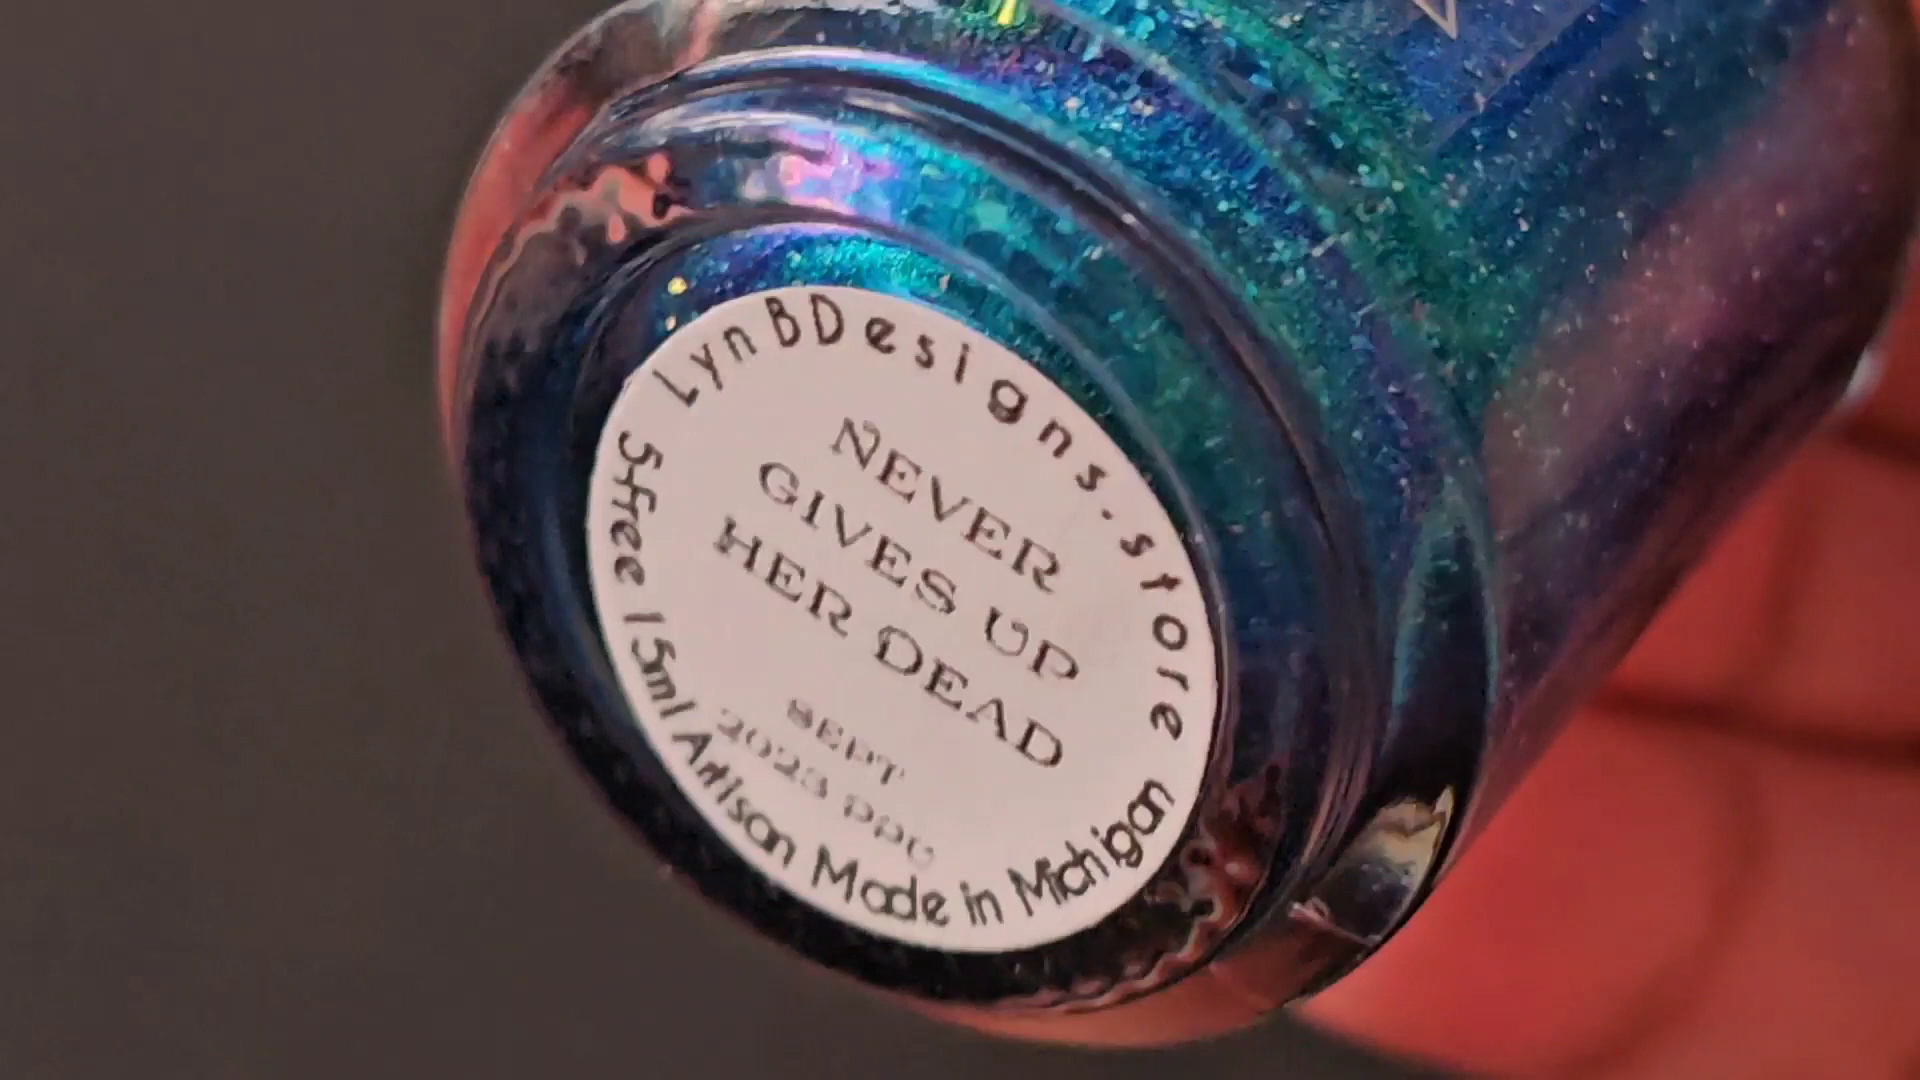 LynBDesigns.store
NEVER
GIVES UP
HER DEAD
SEPT
2023 PPU
5free 15ml Artisan Made in Michigan